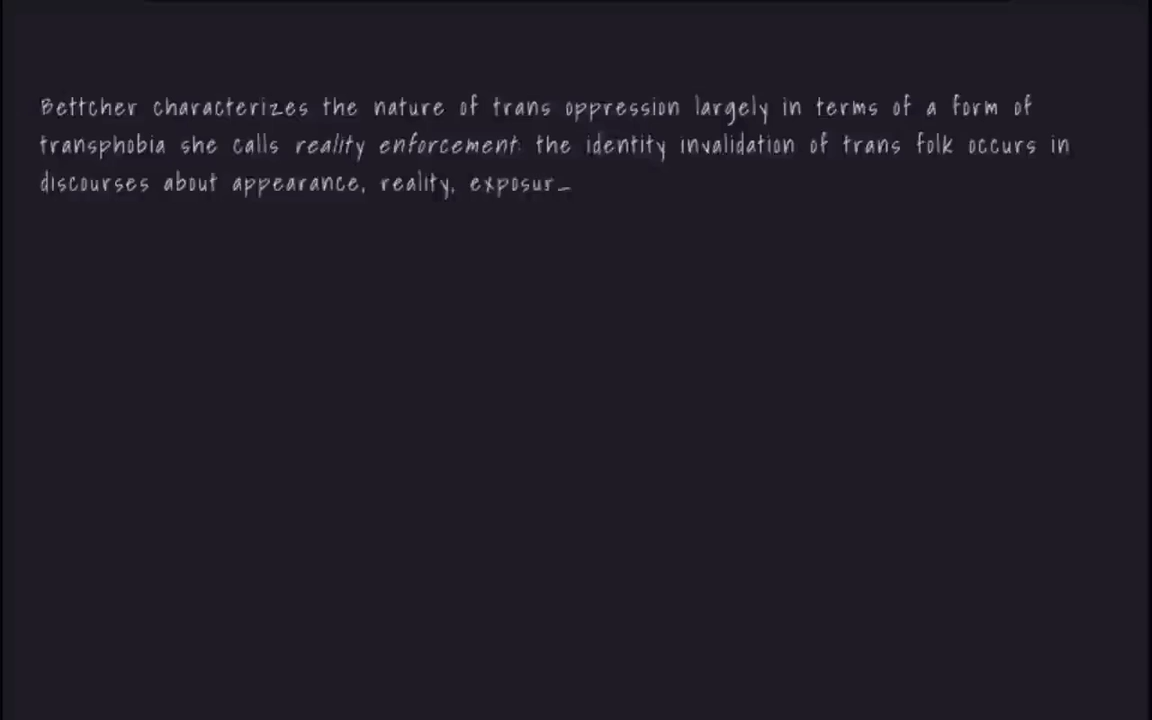 Bettcher characterizes the nature of trans oppression largely in terms of a form of
transphobia she calls reality enforcement: the identity invalidation of trans folk occurs in
discourses about appearance, reality, exposur_